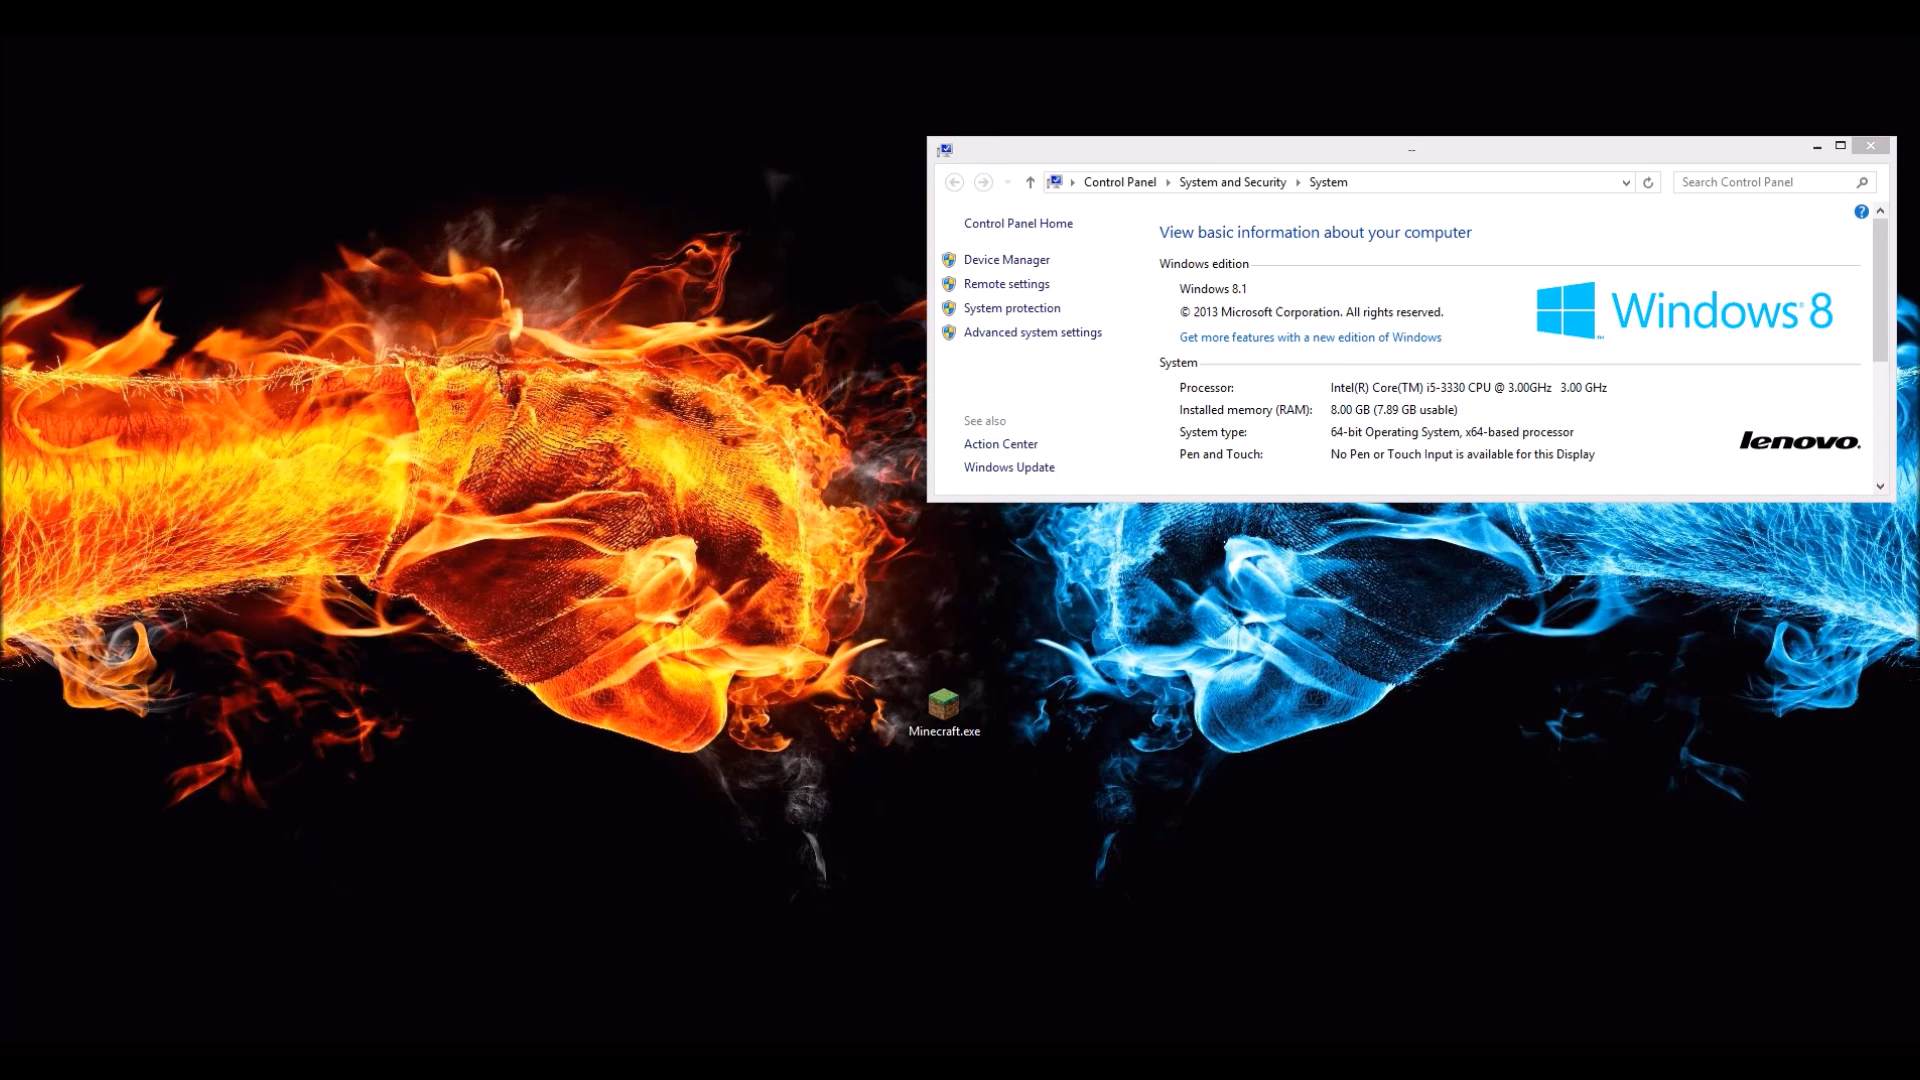 --
Control Panel System and Security System
Search Control Panel
Control Panel Home
Device Manager
Remote settings
System protection
Advanced system settings
See also
Action Center
Windows Update
View basic information about your computer
Windows edition
Windows 8.1
© 2013 Microsoft Corporation. All rights reserved.
Get more features with a new edition of Windows
Windows 8
System
Processor: Intel(R) Core(TM) i5-3330 CPU @ 3.00GHz 3.00 GHz
Installed memory (RAM): 8.00 GB (7.89 GB usable)
System type: 64-bit Operating System, x64-based processor
Pen and Touch: No Pen or Touch Input is available for this Display
lenovo.
Minecraft.exe